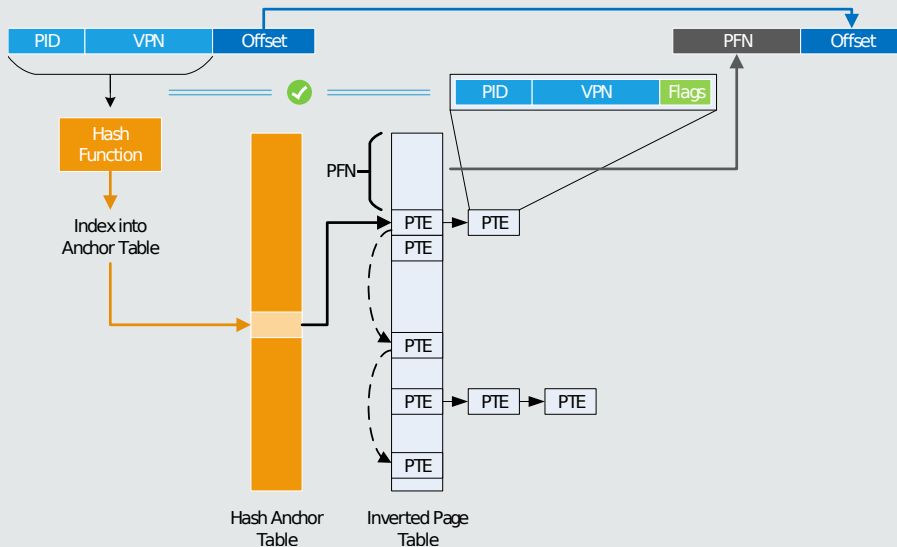 PID VPN Offset
PFN Offset
PID VPN Flags
Hash
Function
PFN
Index into
Anchor Table
PTE PTE
PTE
PTE
PTE PTE PTE
PTE
Hash Anchor
Table
Inverted Page
Table